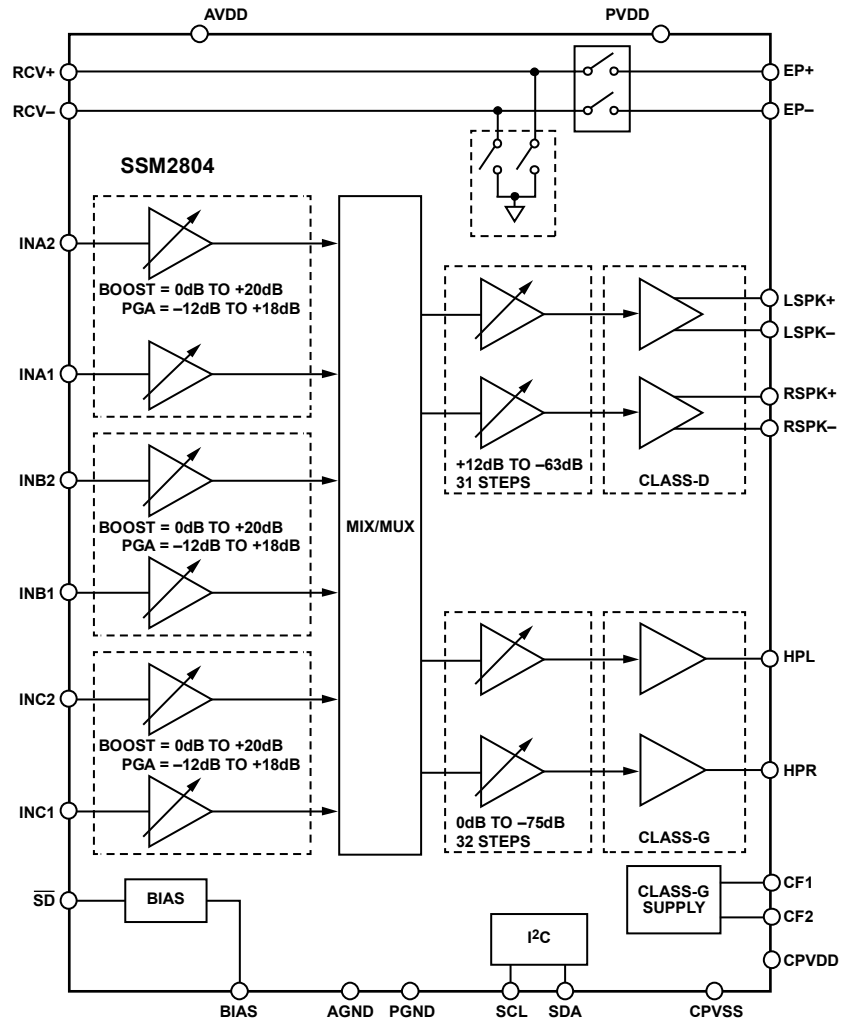 AVDD
PVDD
RCV+
EP+
RCV–
EP–
SSM2804
INA2
BOOST = 0dB TO +20dB
PGA = –12dB TO +18dB
INA1
LSPK+
LSPK–
RSPK+
RSPK–
INB2
+12dB TO –63dB
31 STEPS
CLASS-D
BOOST = 0dB TO +20dB
PGA = –12dB TO +18dB
MIX/MUX
INB1
INC2
HPL
BOOST = 0dB TO +20dB
PGA = –12dB TO +18dB
HPR
INC1
0dB TO –75dB
32 STEPS
CLASS-G
SD
BIAS
CLASS-G
SUPPLY
CF1
CF2
I2C
CPVDD
BIAS
AGND
PGND
SCL
SDA
CPVSS